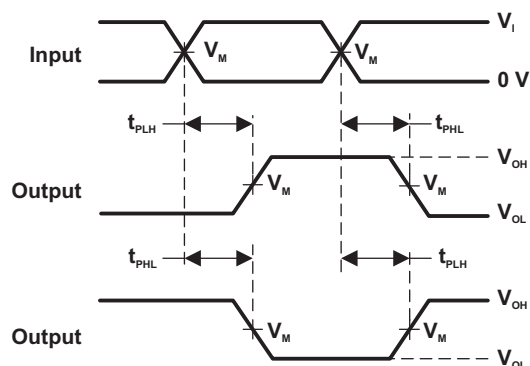 V_I
Input V_M V_M
0 V
t_PLH t_PHL
V_OH
Output V_M V_M
V_OL
t_PHL t_PLH
V_OH
Output V_M V_M
V_OL